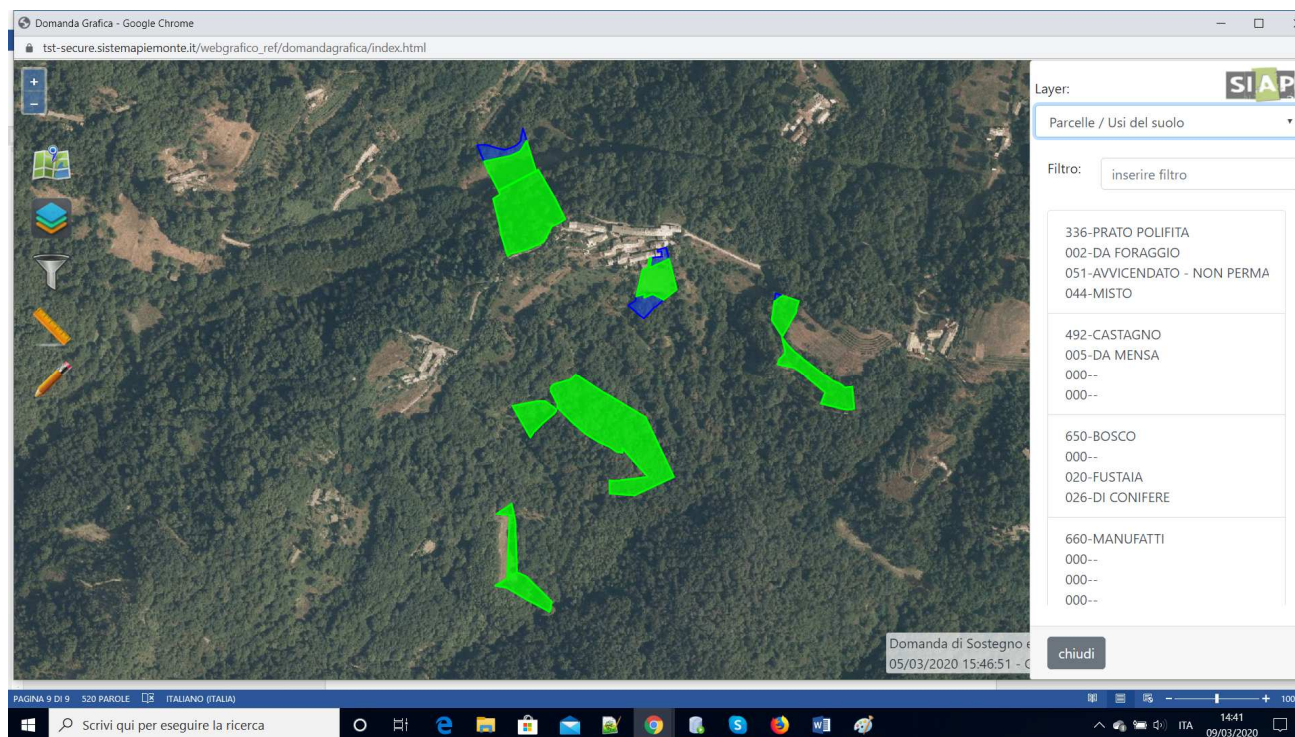 Domanda Grafica - Google Chrome
tst-secure.sistemapiemonte.it/webgrafico_ref/domandagrafica/index.html
+
−
Layer:
SIAP
Parcelle / Usi del suolo
Filtro:
inserire filtro
336-PRATO POLIFITA
002-DA FORAGGIO
051-AVVICENDATO - NON PERMA
044-MISTO
492-CASTAGNO
005-DA MENSA
000--
000--
650-BOSCO
000--
020-FUSTAIA
026-DI CONIFERE
660-MANUFATTI
000--
000--
000--
Domanda di Sostegno e
05/03/2020 15:46:51 - C
chiudi
PAGINA 9 DI 9 520 PAROLE ITALIANO (ITALIA)
− + 100
Scrivi qui per eseguire la ricerca
ITA
14:41
09/03/2020